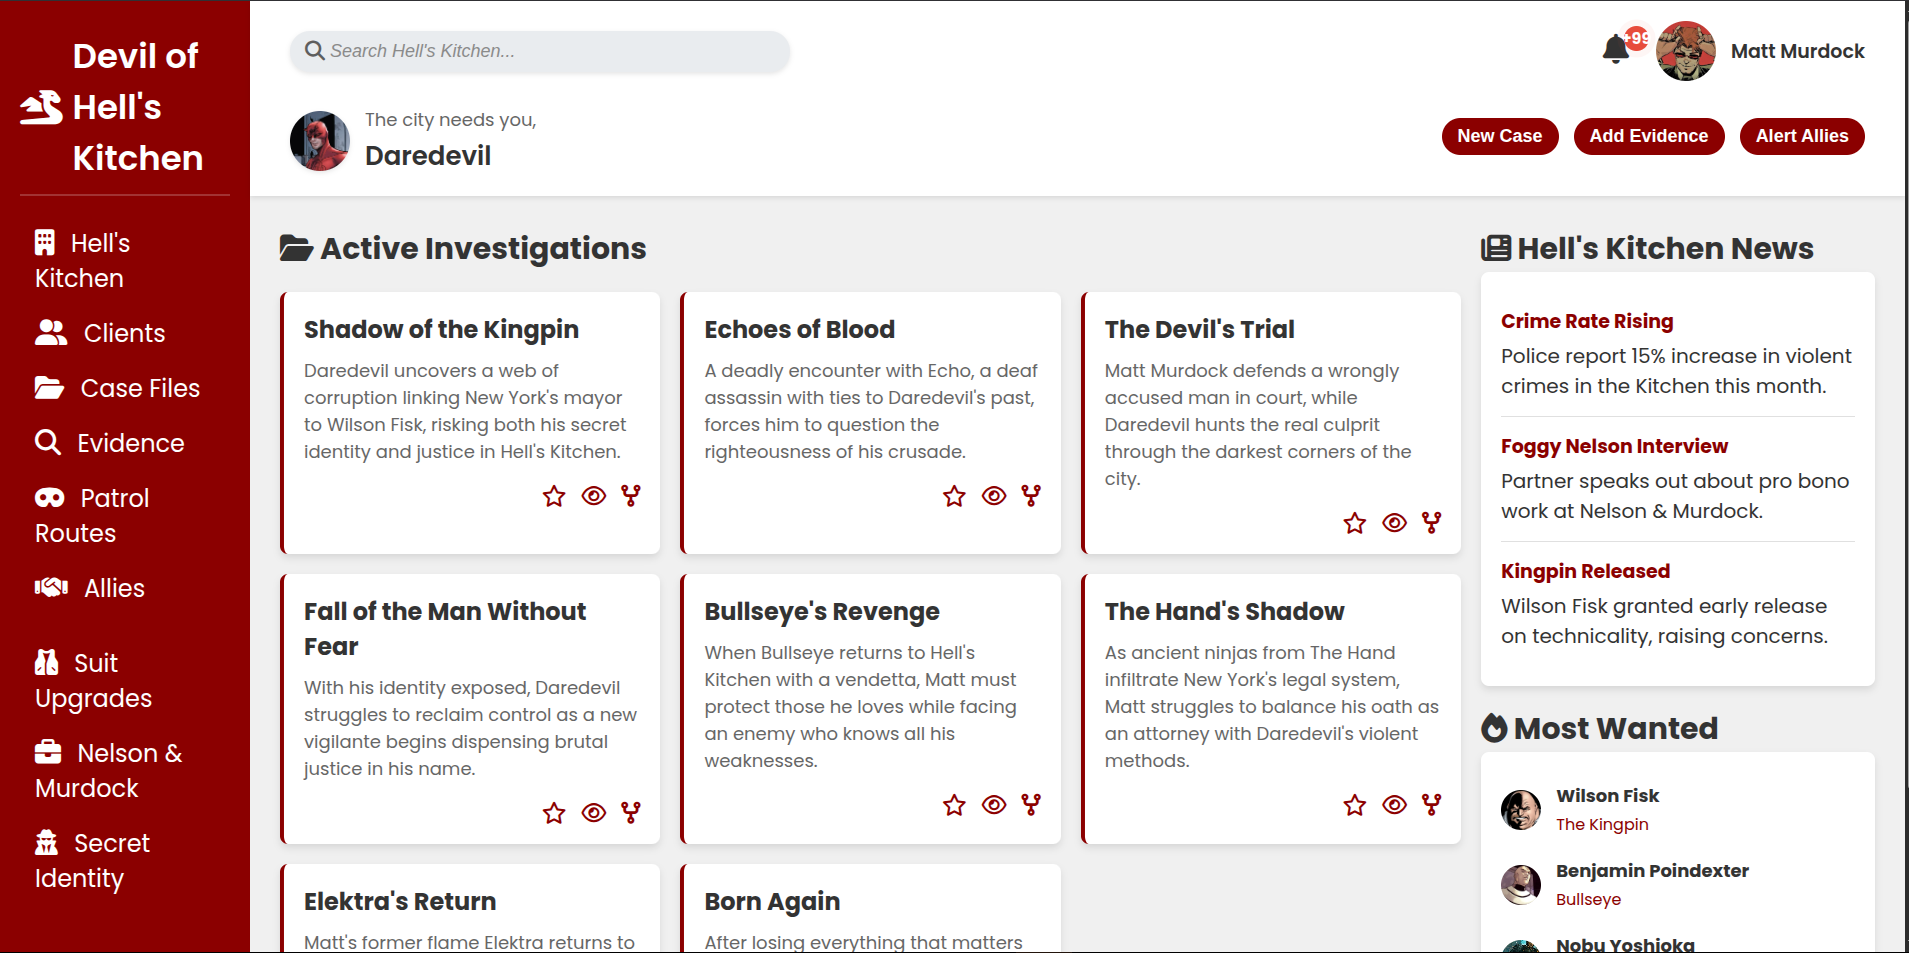 Devil of
Hell's
Kitchen
Hell's
Kitchen
Clients
Case Files
Evidence
Patrol
Routes
Allies
Suit
Upgrades
Nelson &
Murdock
Secret
Identity
Search Hell's Kitchen...
+99
Matt Murdock
The city needs you,
Daredevil
New Case
Add Evidence
Alert Allies
Active Investigations
Shadow of the Kingpin
Daredevil uncovers a web of
corruption linking New York's mayor
to Wilson Fisk, risking both his secret
identity and justice in Hell's Kitchen.
Echoes of Blood
A deadly encounter with Echo, a deaf
assassin with ties to Daredevil's past,
forces him to question the
righteousness of his crusade.
The Devil's Trial
Matt Murdock defends a wrongly
accused man in court, while
Daredevil hunts the real culprit
through the darkest corners of the
city.
Fall of the Man Without
Fear
With his identity exposed, Daredevil
struggles to reclaim control as a new
vigilante begins dispensing brutal
justice in his name.
Bullseye's Revenge
When Bullseye returns to Hell's
Kitchen with a vendetta, Matt must
protect those he loves while facing
an enemy who knows all his
weaknesses.
The Hand's Shadow
As ancient ninjas from The Hand
infiltrate New York's legal system,
Matt struggles to balance his oath as
an attorney with Daredevil's violent
methods.
Elektra's Return
Matt's former flame Elektra returns to
Born Again
After losing everything that matters
Hell's Kitchen News
Crime Rate Rising
Police report 15% increase in violent
crimes in the Kitchen this month.
Foggy Nelson Interview
Partner speaks out about pro bono
work at Nelson & Murdock.
Kingpin Released
Wilson Fisk granted early release
on technicality, raising concerns.
Most Wanted
Wilson Fisk
The Kingpin
Benjamin Poindexter
Bullseye
Nobu Yoshioka